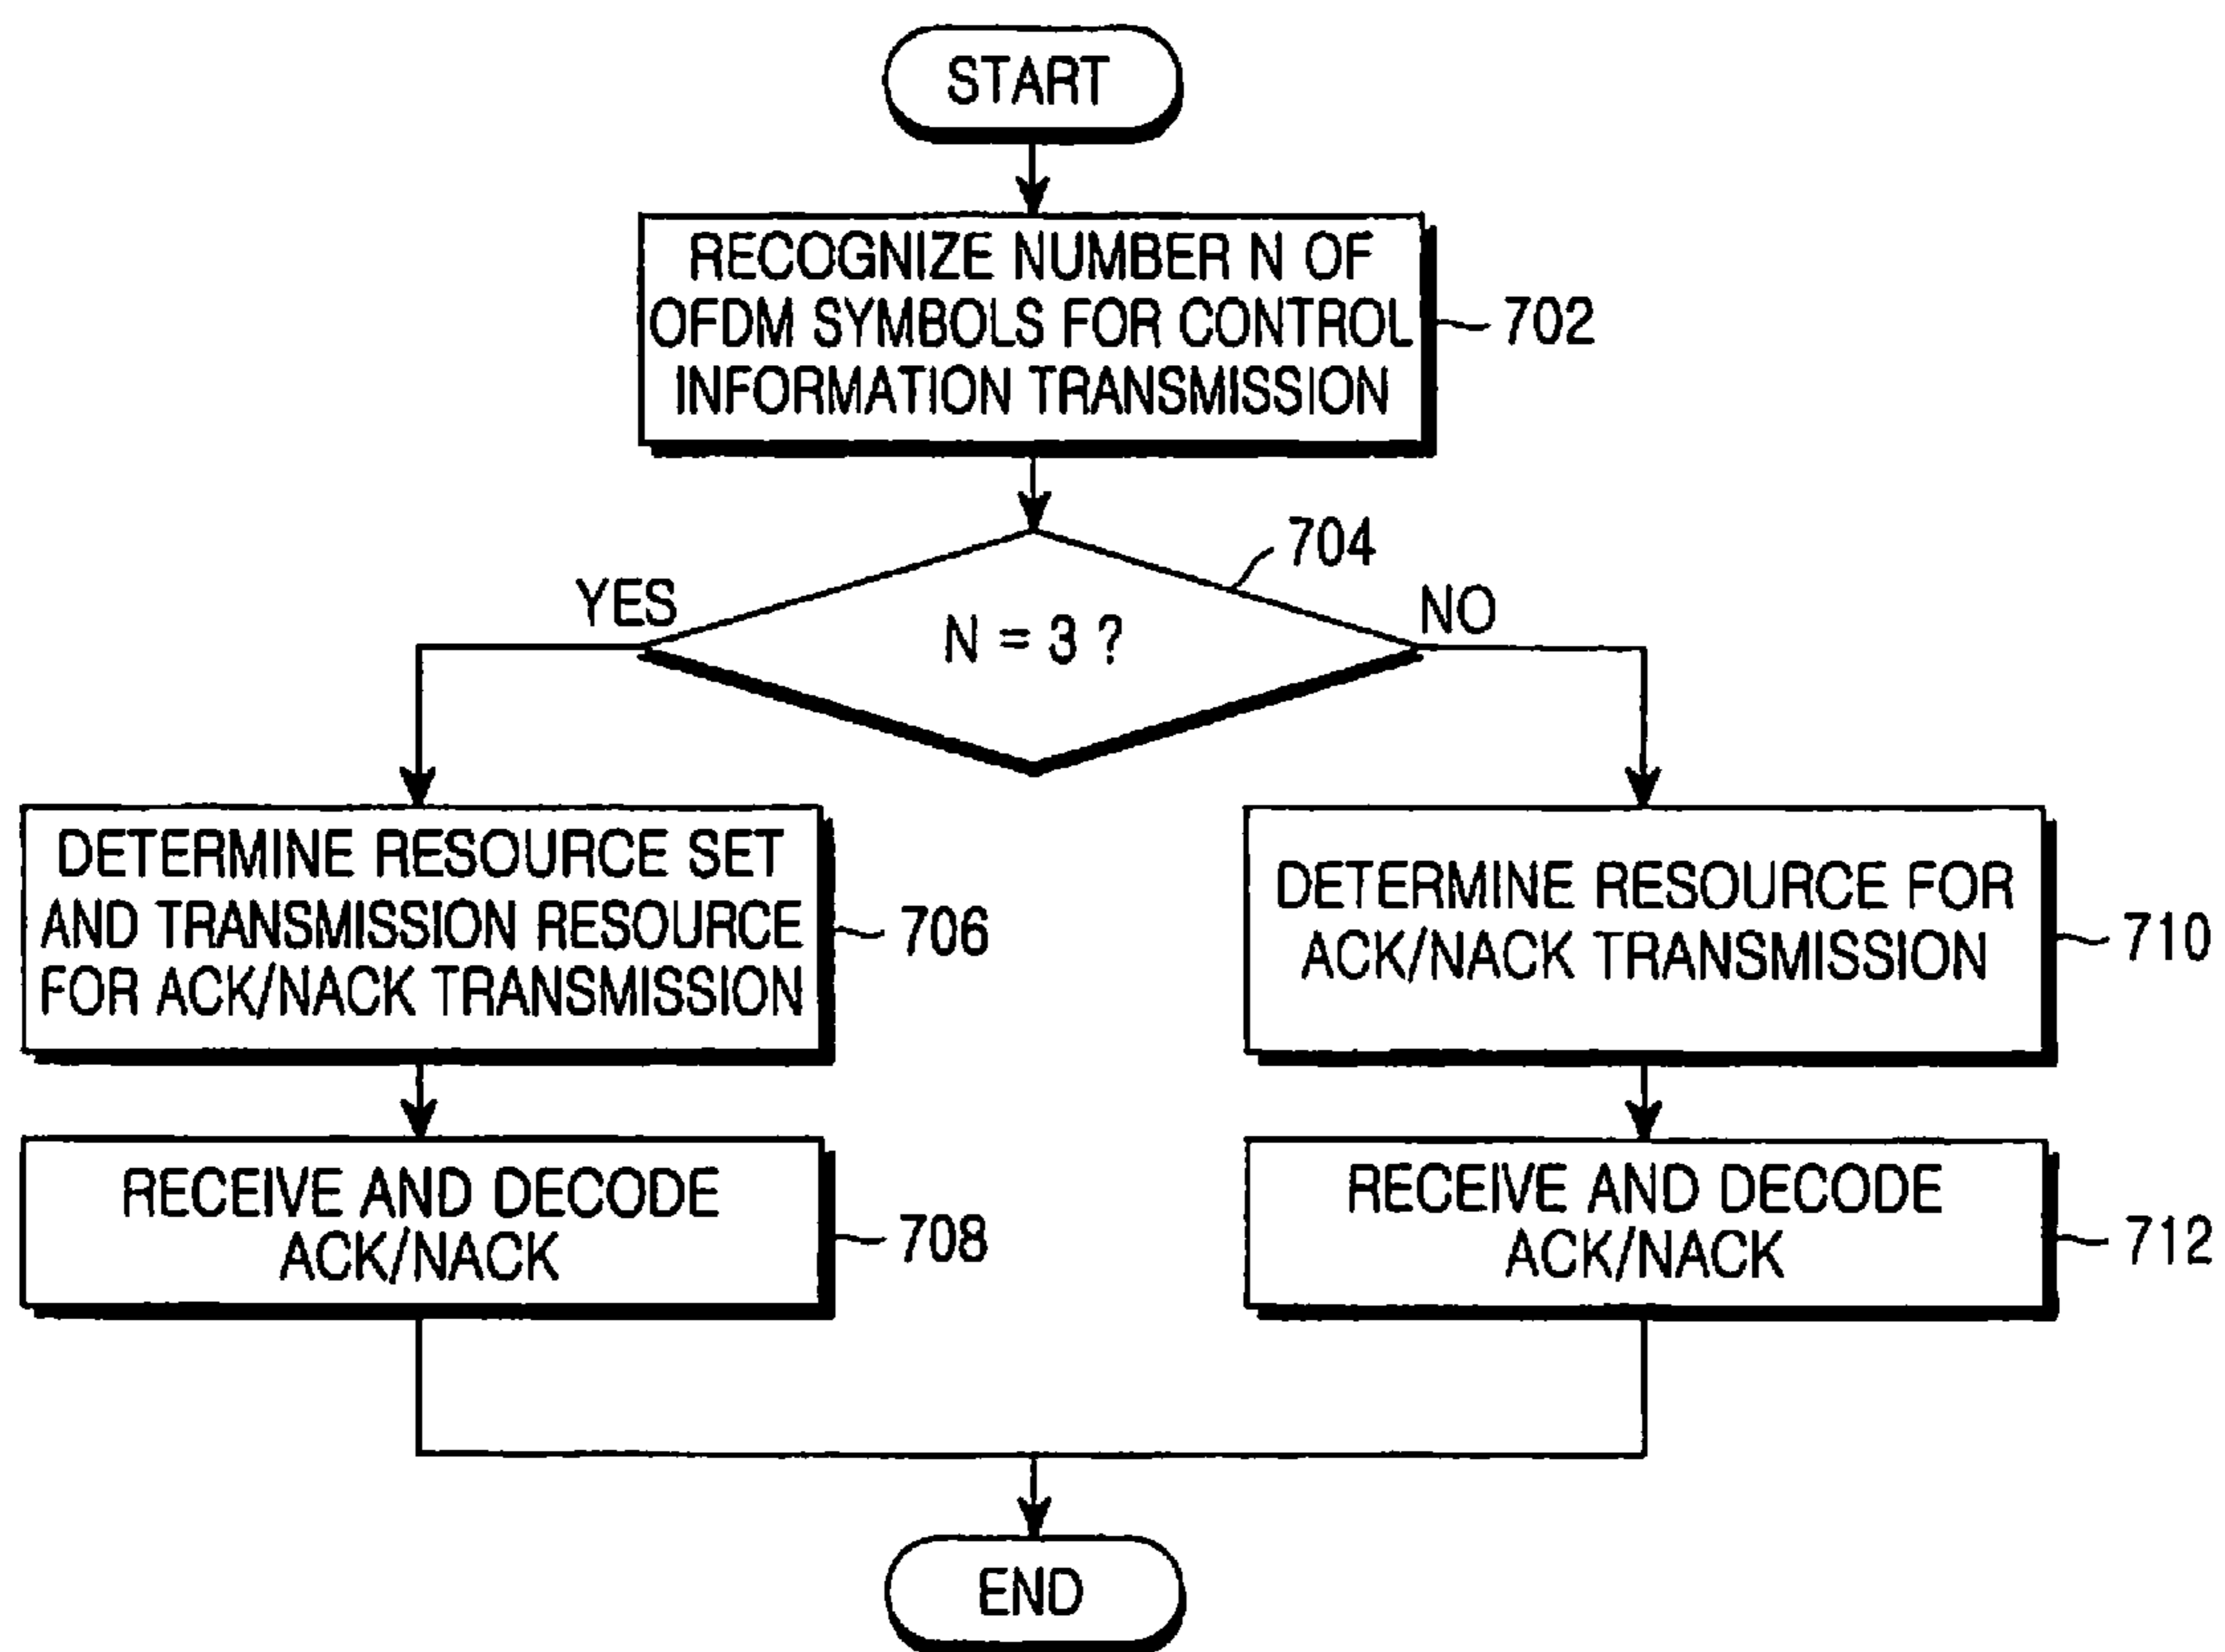 START
RECOGNIZE NUMBER N OF
OFDM SYMBOLS FOR CONTROL
INFORMATION TRANSMISSION
702
704
YES
N = 3 ?
NO
DETERMINE RESOURCE SET
AND TRANSMISSION RESOURCE
FOR ACK/NACK TRANSMISSION
706
DETERMINE RESOURCE FOR
ACK/NACK TRANSMISSION
710
RECEIVE AND DECODE
ACK/NACK
708
RECEIVE AND DECODE
ACK/NACK
712
END